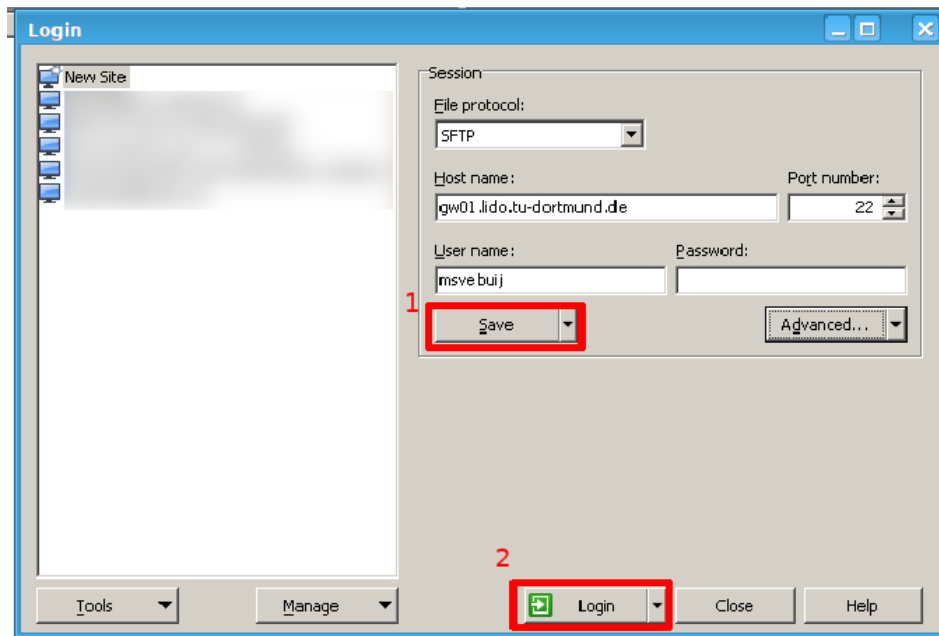 Login
New Site
Session
File protocol:
SFTP
Host name:
Port number:
gw01.lido.tu-dortmund.de
22
User name:
Password:
msvebuij
1
Save
Advanced...
2
Tools
Manage
Login
Close
Help